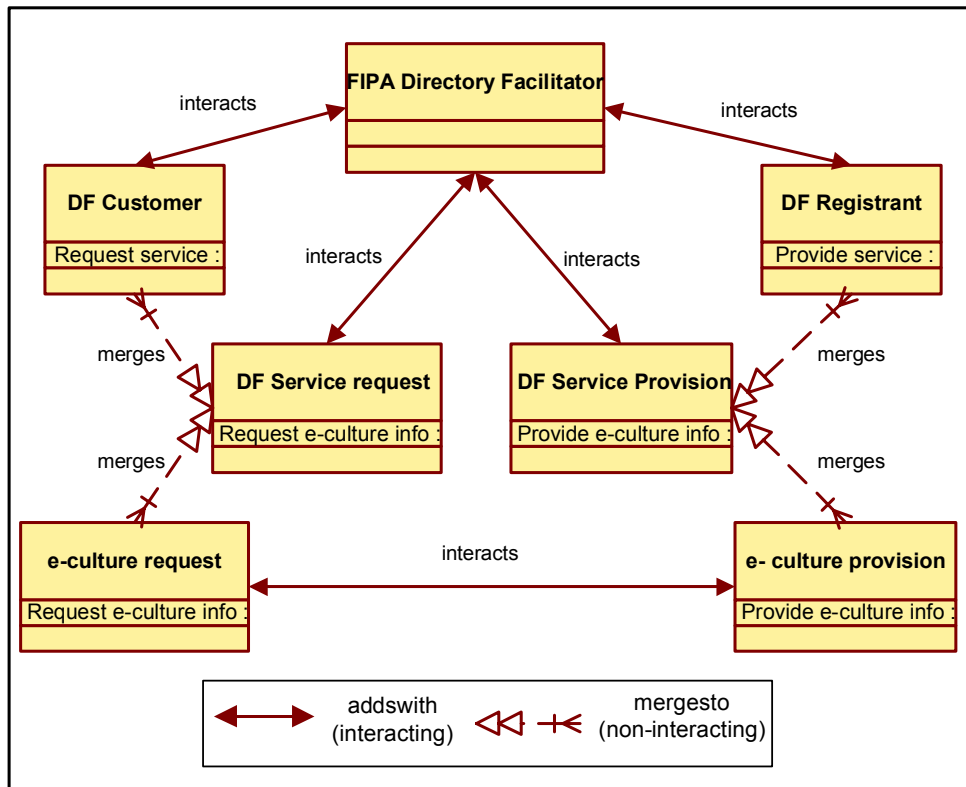 FIPA Directory Facilitator
interacts
interacts
DF Customer
Request service :
DF Registrant
Provide service :
interacts
interacts
merges
merges
DF Service request
Request e-culture info :
DF Service Provision
Provide e-culture info :
merges
merges
e-culture request
Request e-culture info :
interacts
e- culture provision
Provide e-culture info :
addswith
(interacting)
mergesto
(non-interacting)